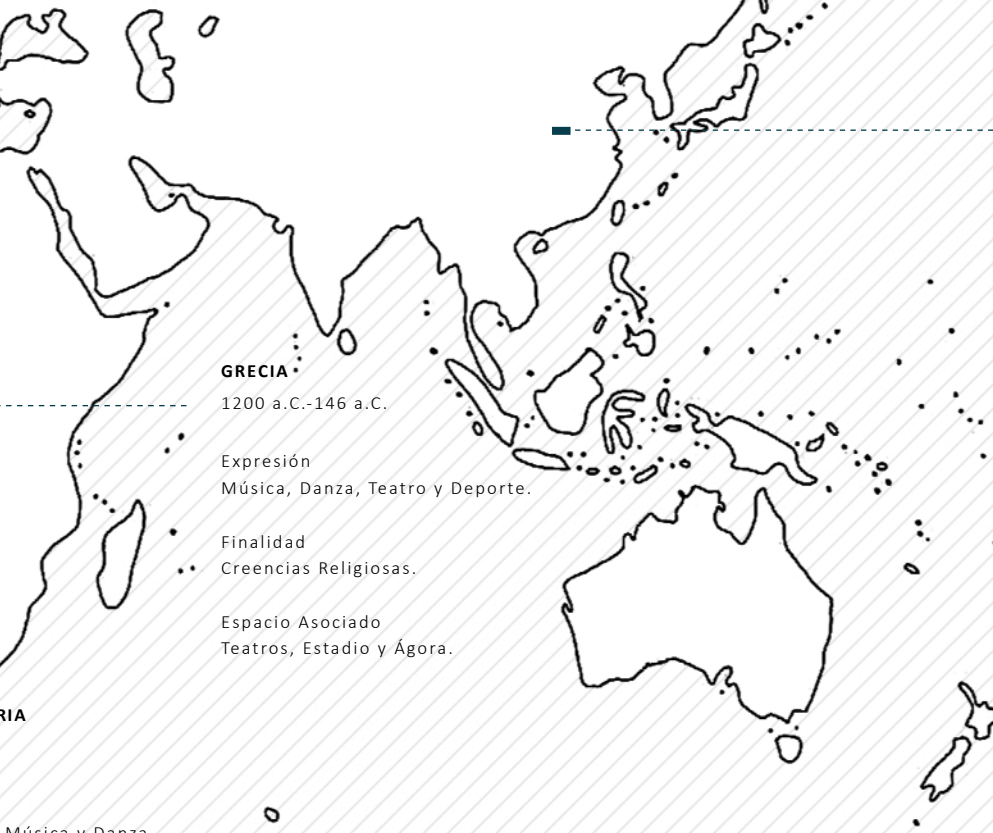 GRECIA
1200 a.C.-146 a.C.
Expresión
Música, Danza, Teatro y Deporte.
Finalidad
Creencias Religiosas.
Espacio Asociado
Teatros, Estadio y Ágora.
RIA
Música y Danza